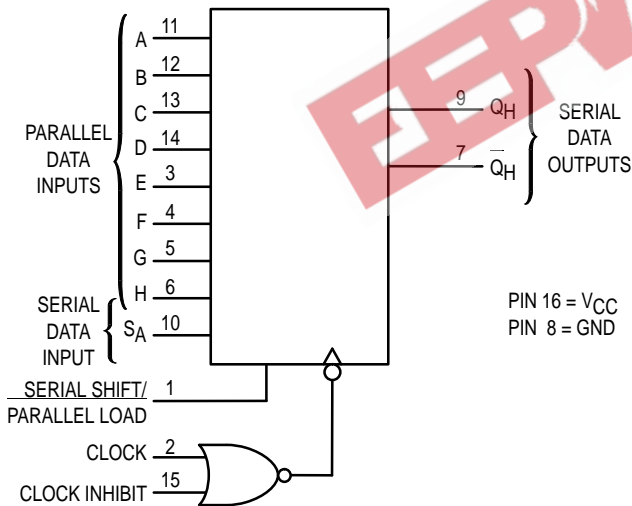 A 11
B 12
C 13
D 14
E 3
F 4
G 5
H 6
PARALLEL
DATA
INPUTS
SERIAL
DATA
INPUT
SA 10
SERIAL SHIFT/
PARALLEL LOAD
1
CLOCK 2
CLOCK INHIBIT 15
9 QH
7 Q̅H
SERIAL
DATA
OUTPUTS
PIN 16 = VCC
PIN 8 = GND